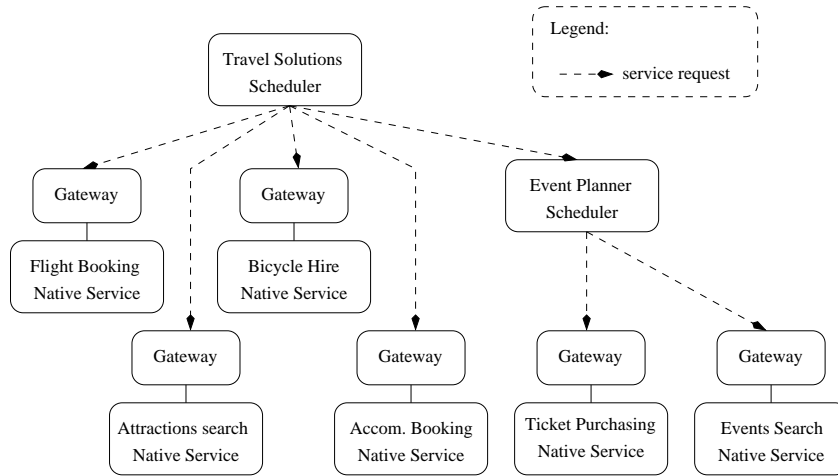 Travel Solutions
Scheduler
Legend:
service request
Gateway
Flight Booking
Native Service
Gateway
Bicycle Hire
Native Service
Event Planner
Scheduler
Gateway
Attractions search
Native Service
Gateway
Accom. Booking
Native Service
Gateway
Ticket Purchasing
Native Service
Gateway
Events Search
Native Service